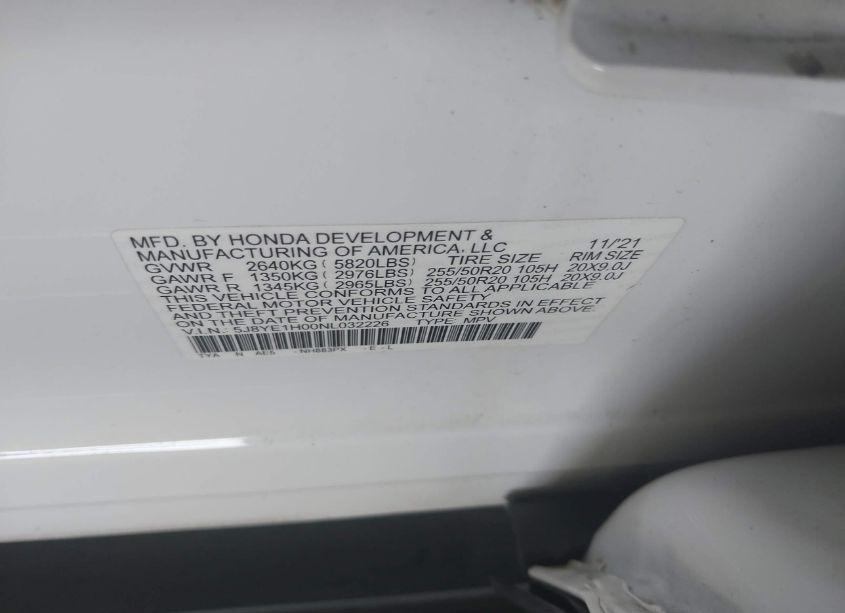 MFD. BY HONDA DEVELOPMENT & 11/'21
MANUFACTURING OF AMERICA, LLC
GVWR 2640KG ( 5820LBS) TIRE SIZE RIM SIZE
GAWR F 1350KG ( 2976LBS) 255/50R20 105H 20X9.0J
GAWR R 1345KG ( 2965LBS) 255/50R20 105H 20X9.0J
THIS VEHICLE CONFORMS TO ALL APPLICABLE
FEDERAL MOTOR VEHICLE SAFETY
AND THEFT PREVENTION STANDARDS IN EFFECT
ON THE DATE OF MANUFACTURE SHOWN ABOVE.
V.I.N.: 5J8YE1H00NL032226 TYPE: MPV
TYA N AE5 NH883PX E -L